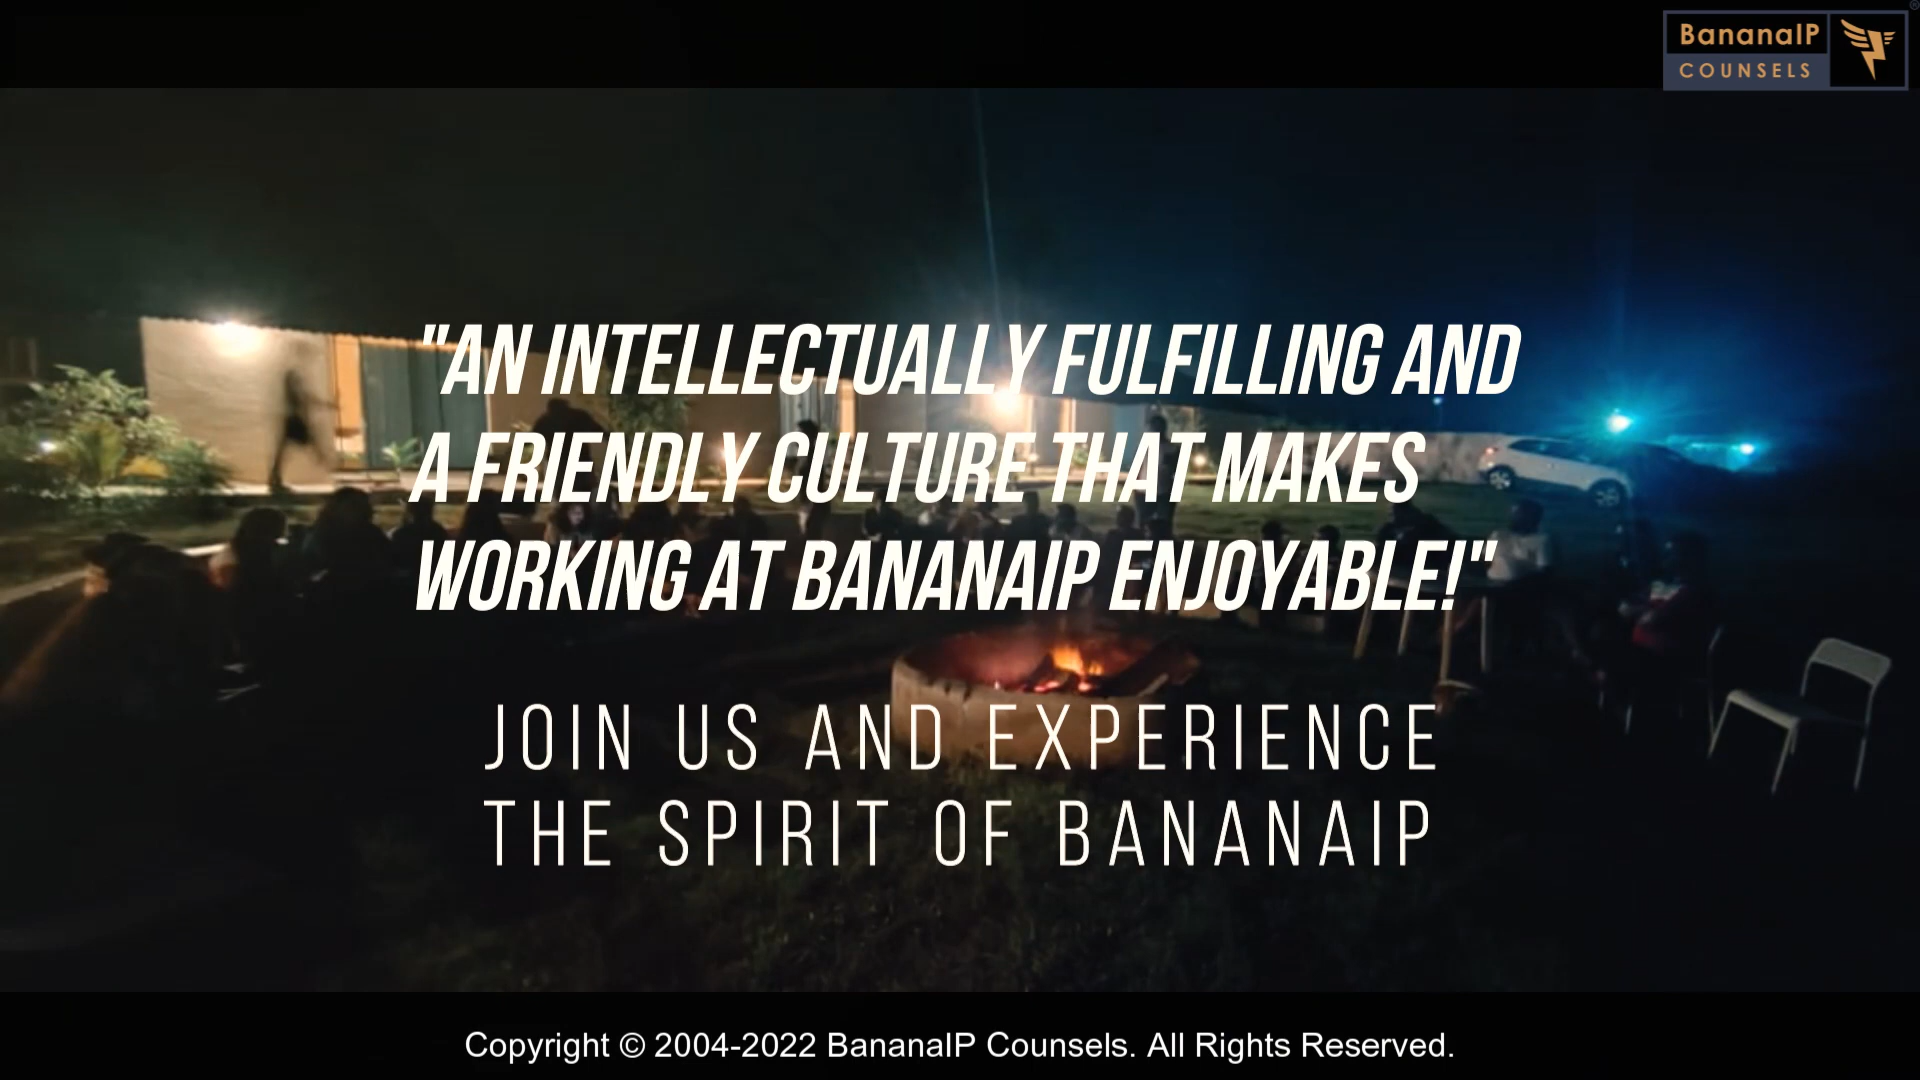 BananaIP
COUNSELS
®
"AN INTELLECTUALLY FULFILLING AND
A FRIENDLY CULTURE THAT MAKES
WORKING AT BANANAIP ENJOYABLE!"
JOIN US AND EXPERIENCE
THE SPIRIT OF BANANAIP
Copyright © 2004-2022 BananaIP Counsels. All Rights Reserved.